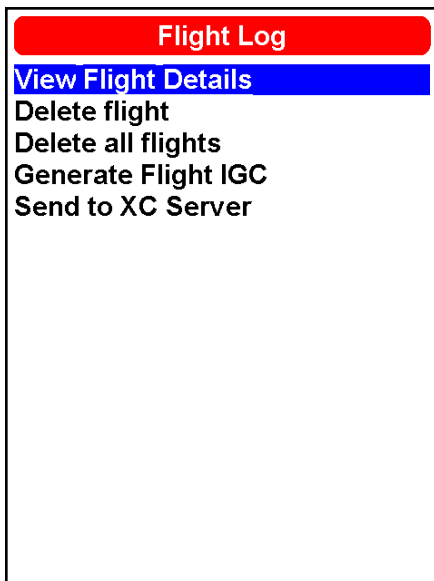 Flight Log
View Flight Details
Delete flight
Delete all flights
Generate Flight IGC
Send to XC Server